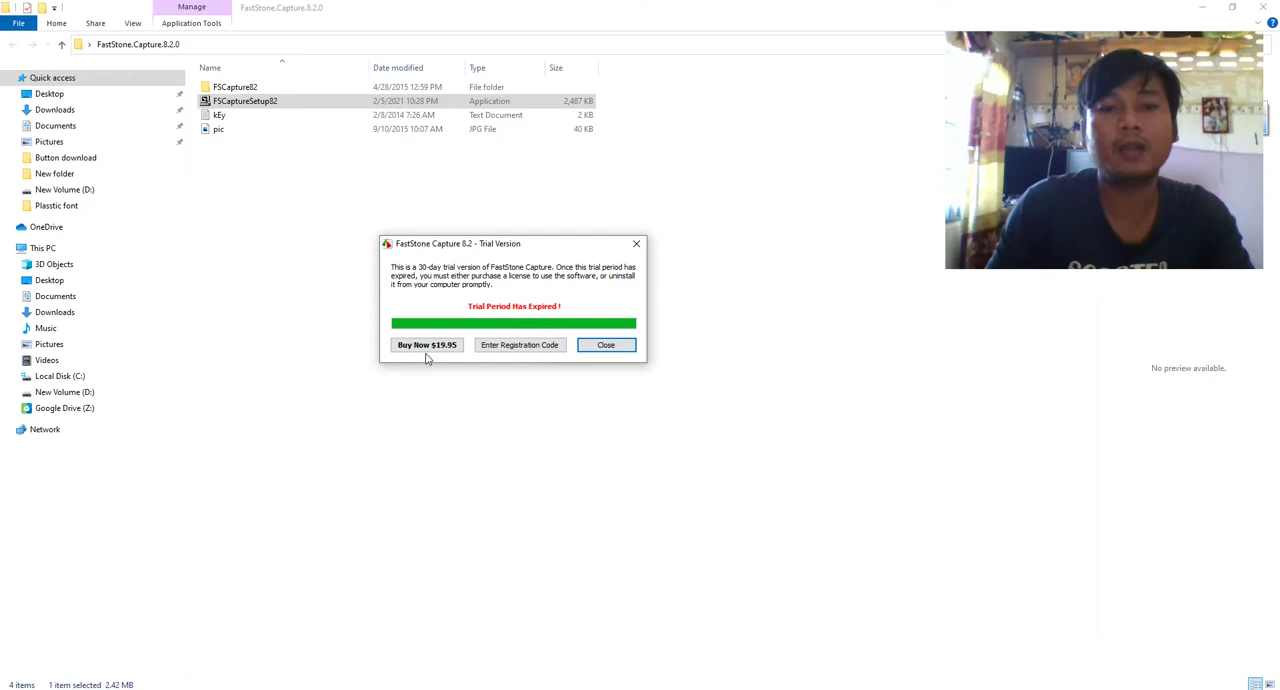 Manage
FastStone.Capture.8.2.0
File
Home
Share
View
Application Tools
FastStone.Capture.8.2.0
Name
Date modified
Type
Size
Quick access
Desktop
Downloads
Documents
Pictures
Button download
New folder
New Volume (D:)
Plasstic font
OneDrive
This PC
3D Objects
Desktop
Documents
Downloads
Music
Pictures
Videos
Local Disk (C:)
New Volume (D:)
Google Drive (Z:)
Network
FSCapture82 4/28/2015 12:59 PM File folder
FSCaptureSetup82 2/5/2021 10:28 PM Application 2,487 KB
kEy 2/8/2014 7:26 AM Text Document 2 KB
pic 9/10/2015 10:07 AM JPG File 40 KB
FastStone Capture 8.2 - Trial Version
This is a 30-day trial version of FastStone Capture. Once this trial period has
expired, you must either purchase a license to use the software, or uninstall
it from your computer promptly.
Trial Period Has Expired !
Buy Now $19.95
Enter Registration Code
Close
No preview available.
4 items
1 item selected 2.42 MB